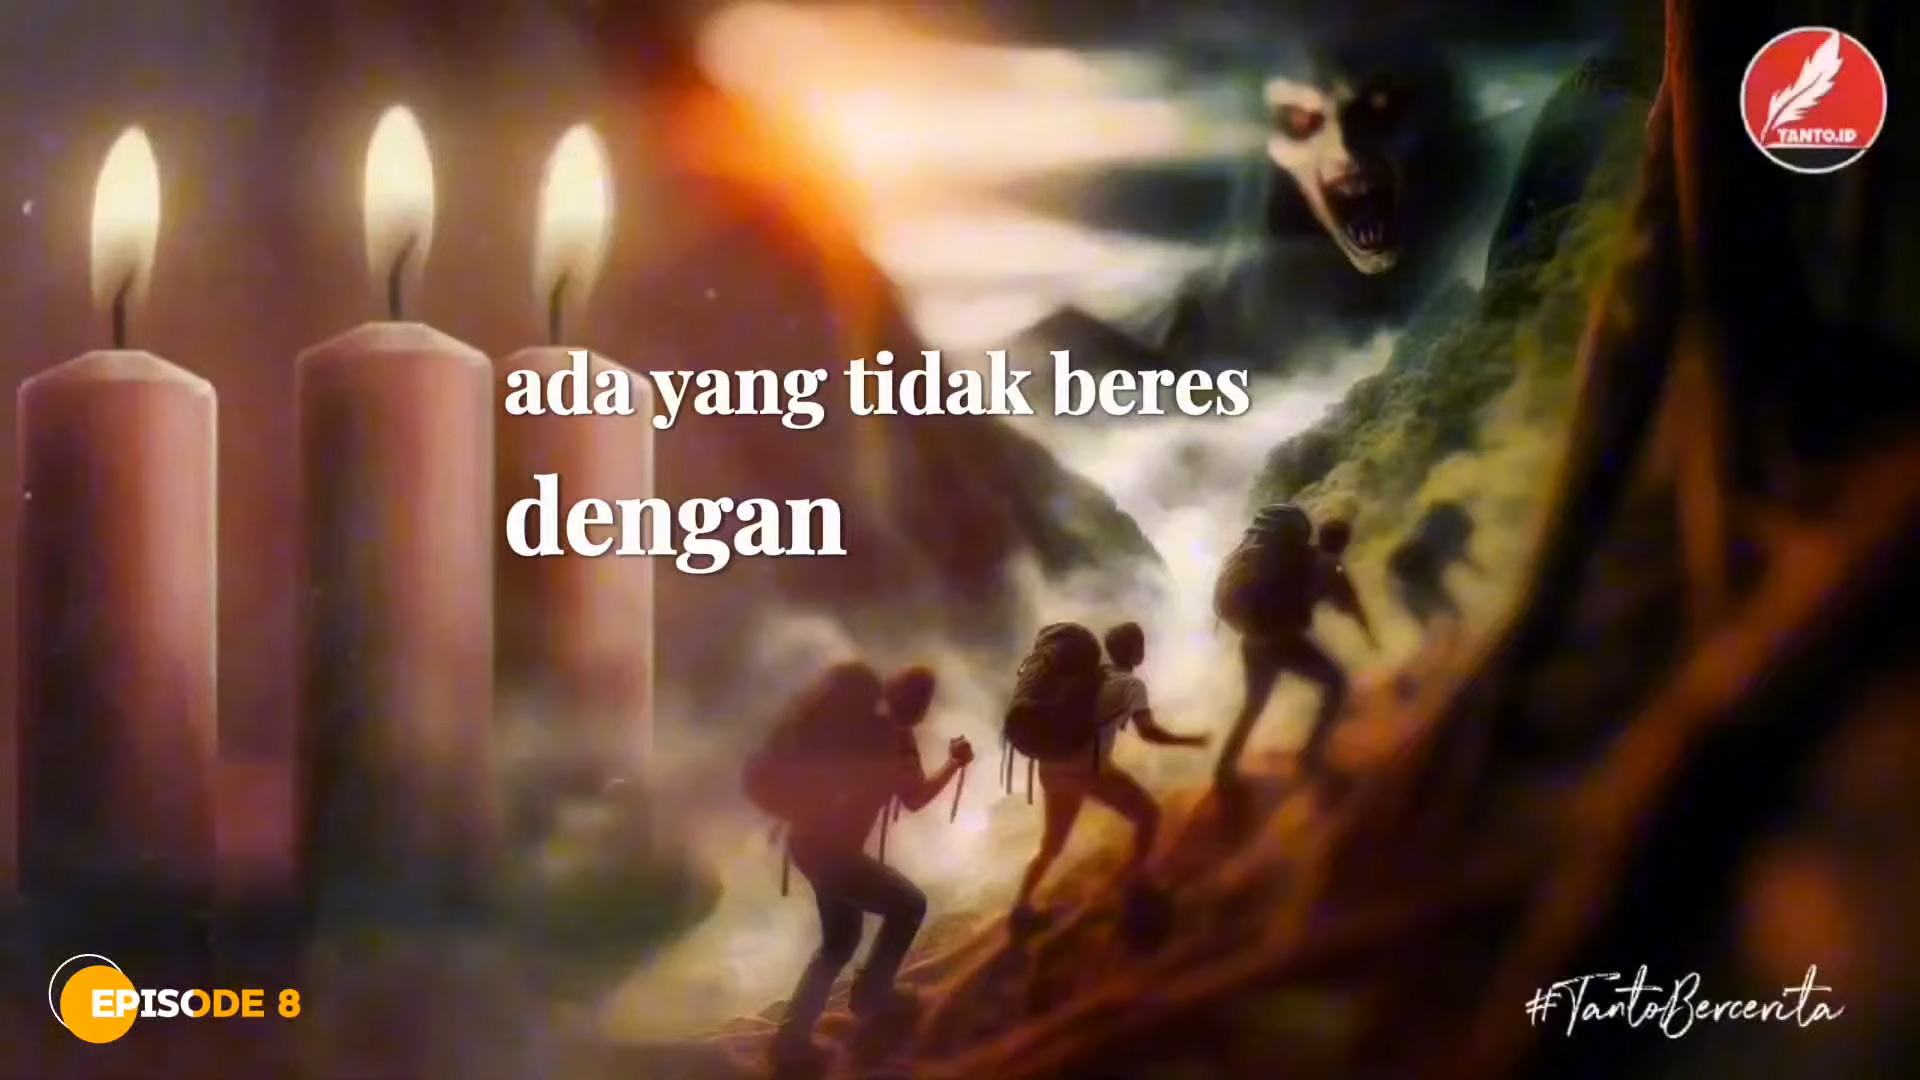 TANTO.ID
ada yang tidak beres
dengan
EPISODE 8
#TantoBercerita